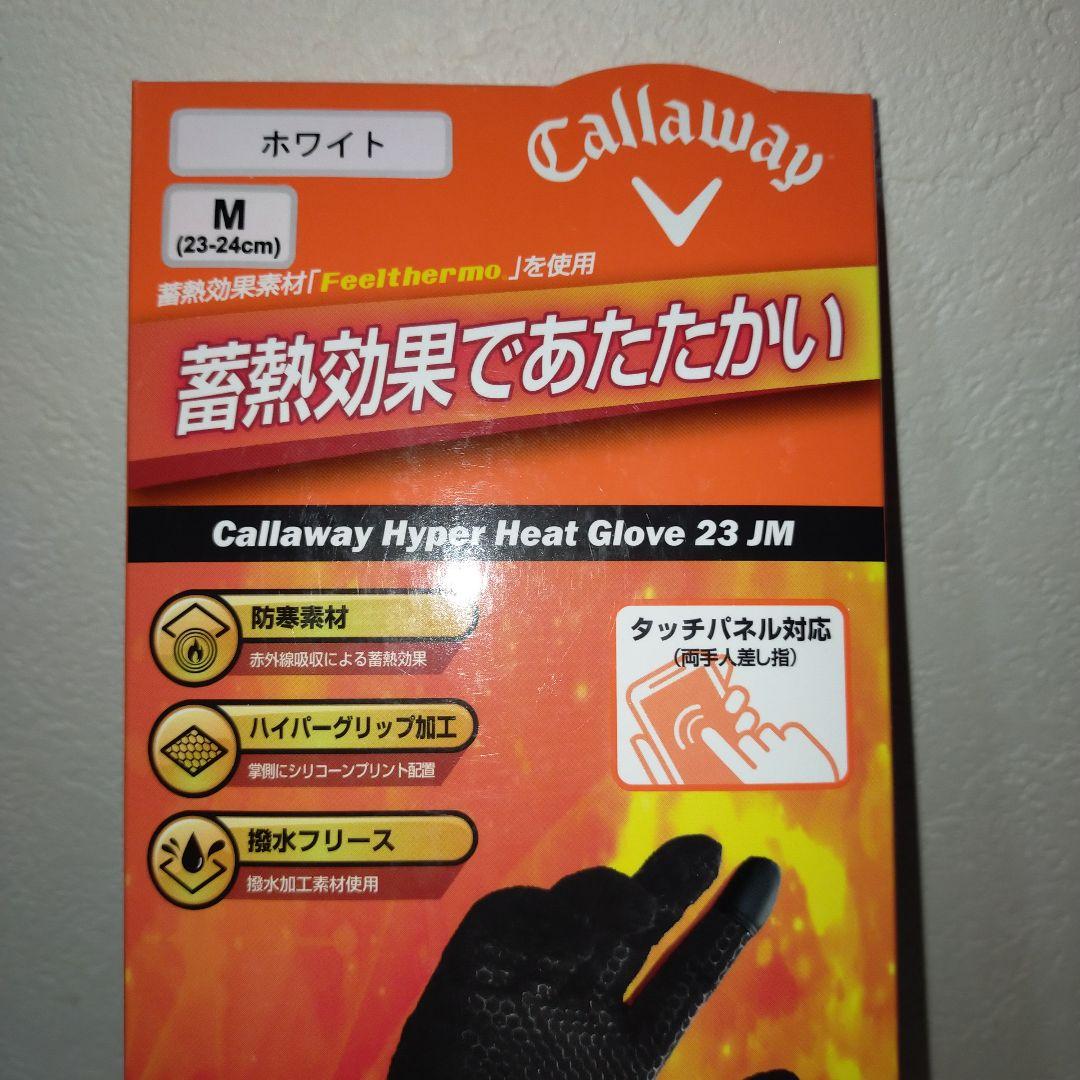 ホワイト
Callaway
M
(23-24cm)
蓄熱効果素材「Feelthermo」を使用
蓄熱効果であたたかい
Callaway Hyper Heat Glove 23 JM
防寒素材
赤外線吸収による蓄熱効果
タッチパネル対応
(両手人差し指)
ハイパーグリップ加工
掌側にシリコーンプリント配置
撥水フリース
撥水加工素材使用